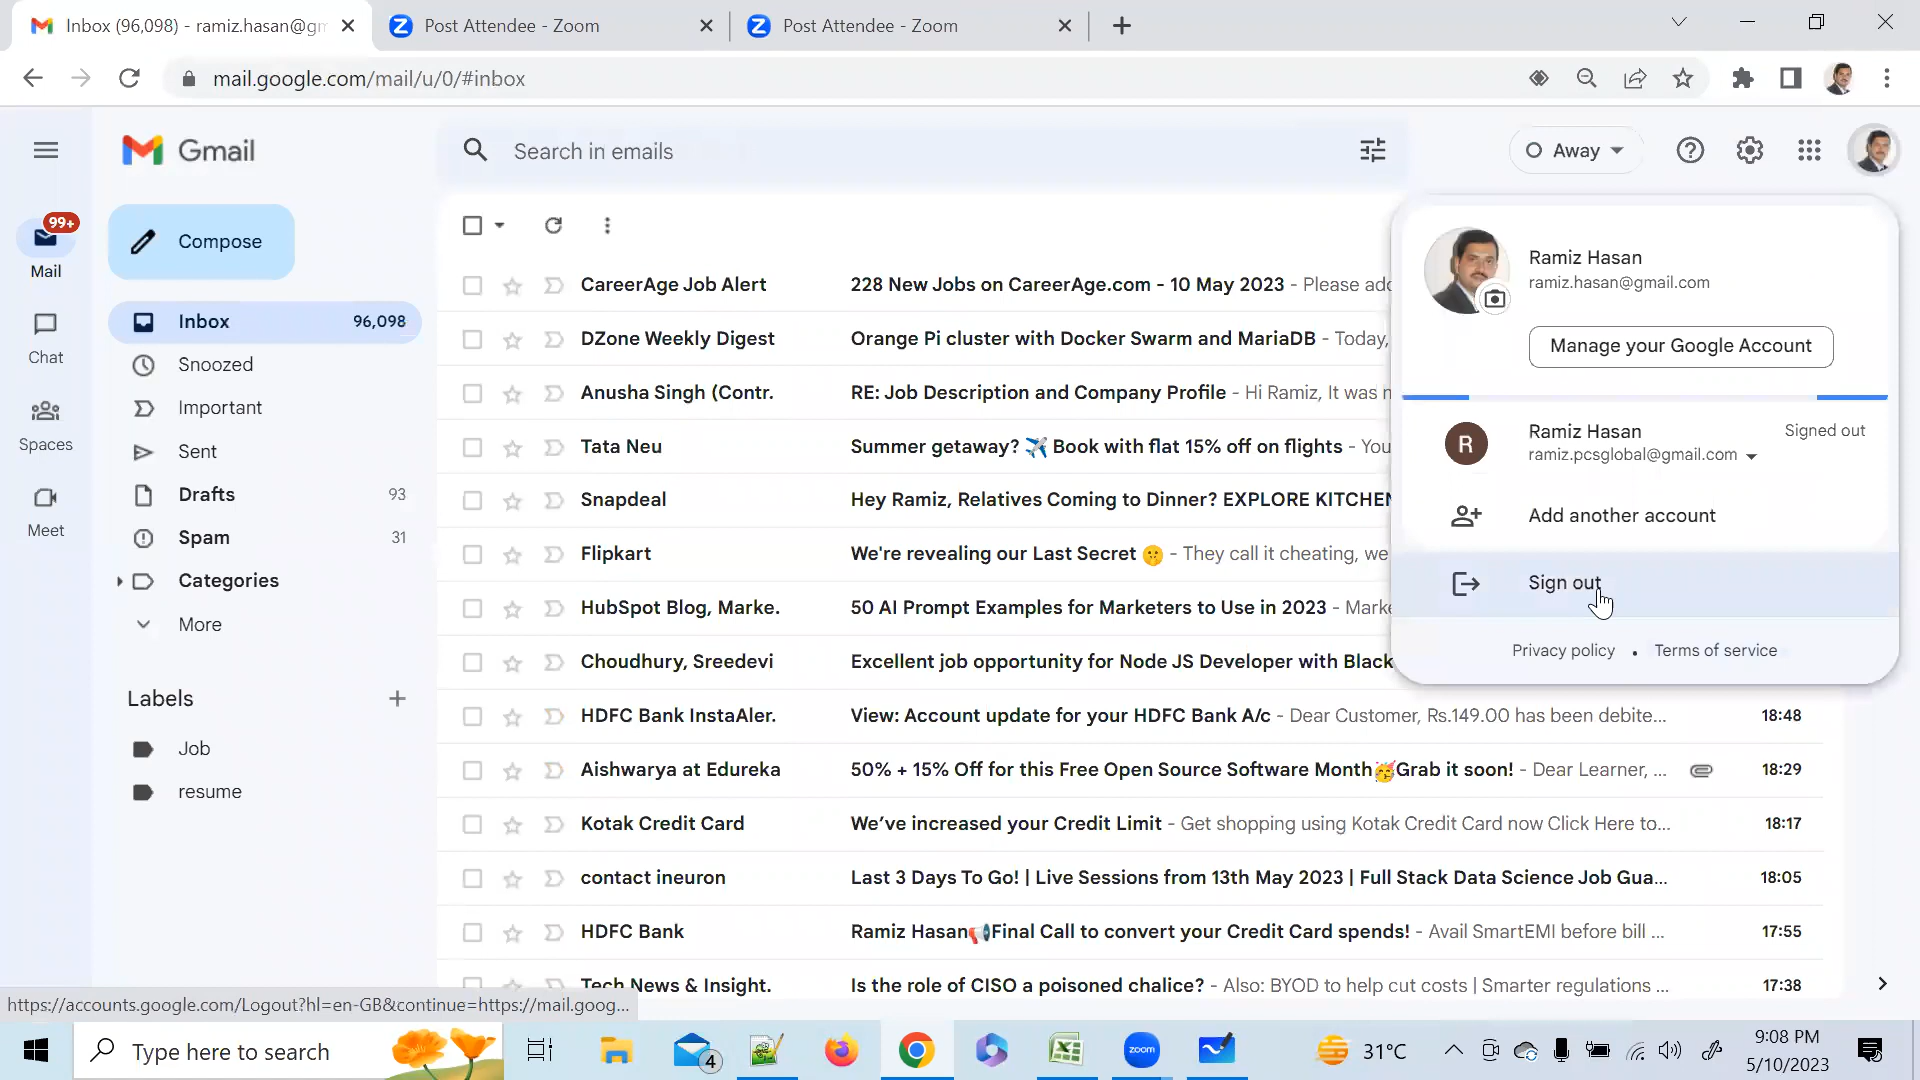 Inbox (96,098) - ramiz.hasan@gm
Post Attendee - Zoom
Post Attendee - Zoom
mail.google.com/mail/u/0/#inbox
Gmail
Search in emails
Away
99+
Mail
Chat
Spaces
Meet
Compose
Inbox 96,098
Snoozed
Important
Sent
Drafts 93
Spam 31
Categories
More
Labels
Job
resume
CareerAge Job Alert 228 New Jobs on CareerAge.com - 10 May 2023 - Please add
DZone Weekly Digest Orange Pi cluster with Docker Swarm and MariaDB - Today,
Anusha Singh (Contr. RE: Job Description and Company Profile - Hi Ramiz, It was n
Tata Neu Summer getaway? ✈️ Book with flat 15% off on flights - You
Snapdeal Hey Ramiz, Relatives Coming to Dinner? EXPLORE KITCHEN
Flipkart We're revealing our Last Secret 🤫 - They call it cheating, we
HubSpot Blog, Marke. 50 AI Prompt Examples for Marketers to Use in 2023 - Marke
Choudhury, Sreedevi Excellent job opportunity for Node JS Developer with Black
HDFC Bank InstaAler. View: Account update for your HDFC Bank A/c - Dear Customer, Rs.149.00 has been debite... 18:48
Aishwarya at Edureka 50% + 15% Off for this Free Open Source Software Month🥳Grab it soon! - Dear Learner, ... 18:29
Kotak Credit Card We've increased your Credit Limit - Get shopping using Kotak Credit Card now Click Here to... 18:17
contact ineuron Last 3 Days To Go! | Live Sessions from 13th May 2023 | Full Stack Data Science Job Gua... 18:05
HDFC Bank Ramiz Hasan📢Final Call to convert your Credit Card spends! - Avail SmartEMI before bill ... 17:55
Tech News & Insight. Is the role of CISO a poisoned chalice? - Also: BYOD to help cut costs | Smarter regulations ... 17:38
Ramiz Hasan
ramiz.hasan@gmail.com
Manage your Google Account
Ramiz Hasan Signed out
ramiz.pcsglobal@gmail.com
R
Add another account
Sign out
Privacy policy • Terms of service
https://accounts.google.com/Logout?hl=en-GB&continue=https://mail.goog...
Type here to search
4
zoom
31°C
9:08 PM
5/10/2023